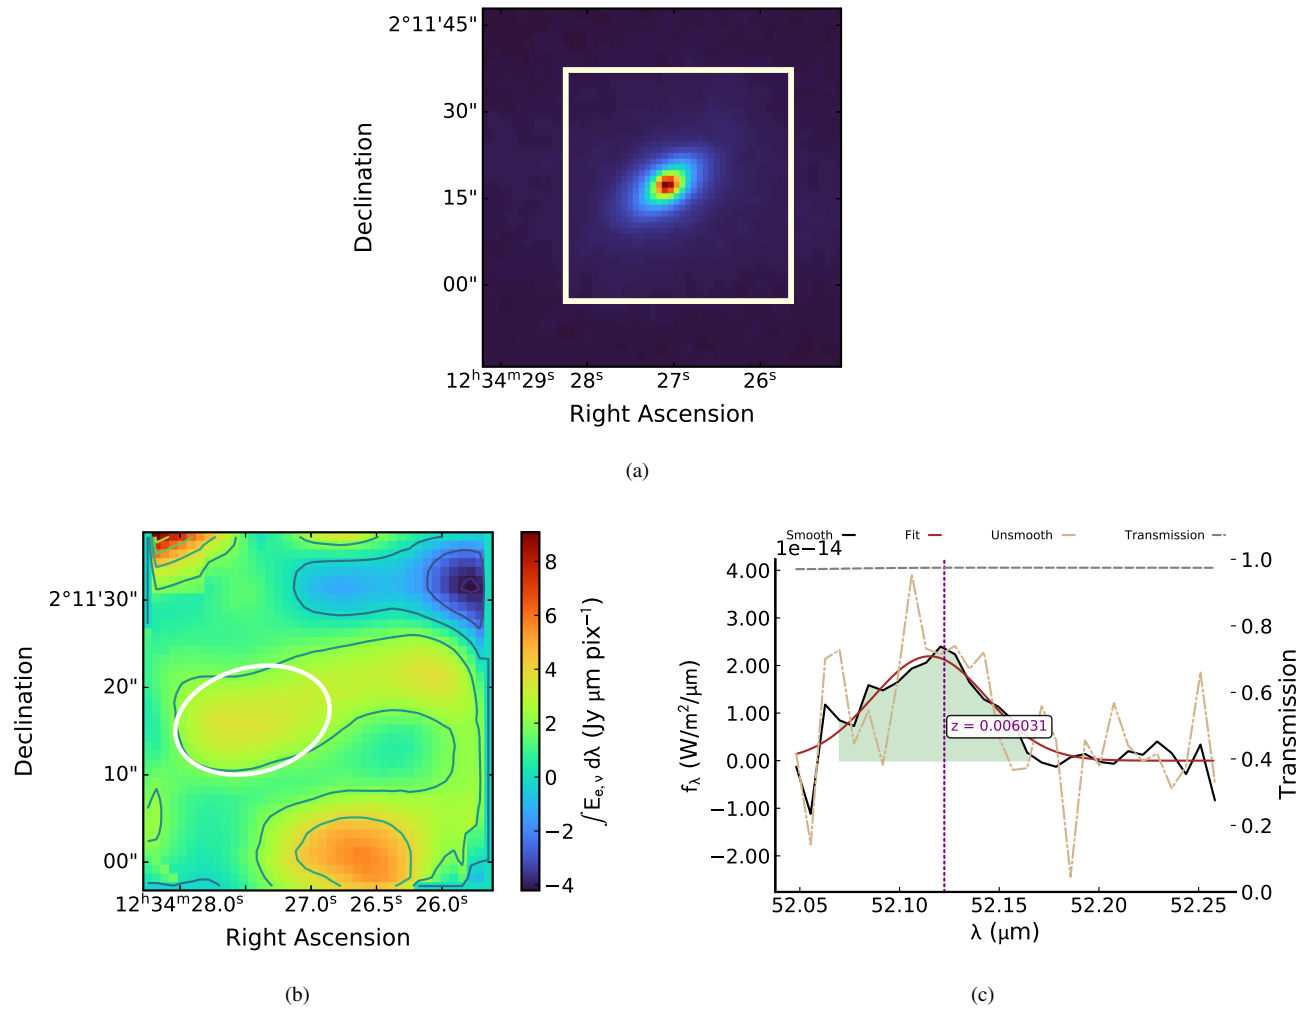 2°11'45"
30"
15"
00"
Declination
12ʰ34ᵐ29ˢ 28ˢ 27ˢ 26ˢ
Right Ascension
(a)
2°11'30"
20"
10"
00"
Declination
12ʰ34ᵐ28.0ˢ 27.0ˢ 26.5ˢ 26.0ˢ
Right Ascension
8
6
4
2
0
−2
−4
∫E_{e,ν} dλ (Jy μm pix⁻¹)
(b)
Smooth Fit Unsmooth Transmission
1e−14
4.00
3.00
2.00
1.00
0.00
−1.00
−2.00
f_λ (W/m²/μm)
z = 0.006031
1.0
0.8
0.6
0.4
0.2
0.0
Transmission
52.05 52.10 52.15 52.20 52.25
λ (μm)
(c)